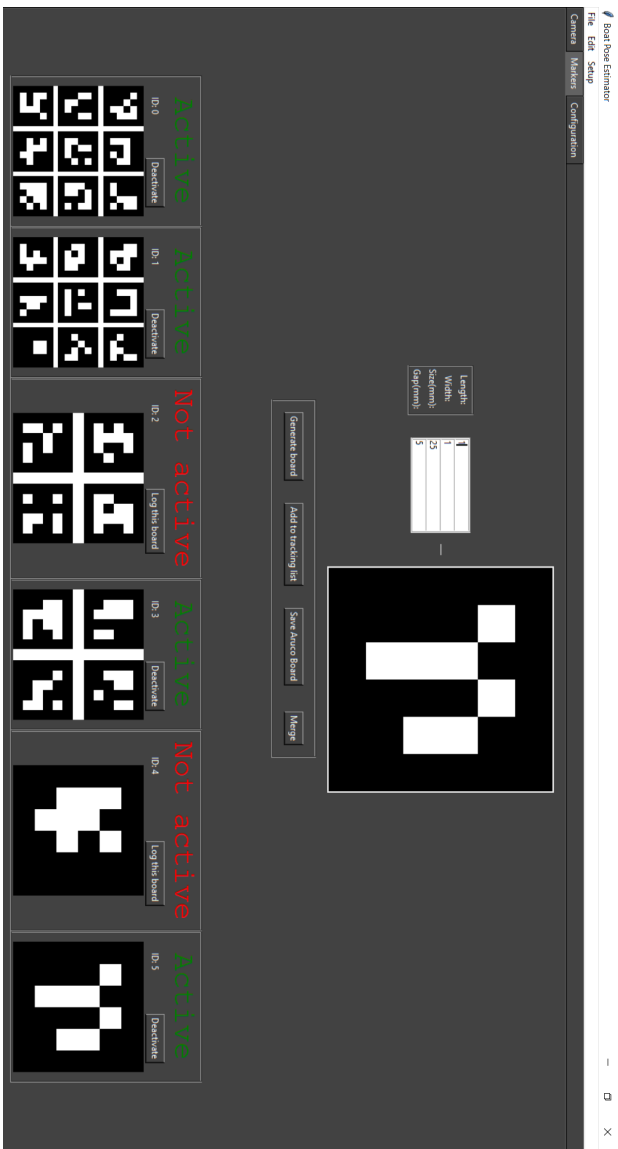 Boat Pose Estimator
File Edit Setup
Camera Markers Configuration
Length: 1
Width: 1
Size(mm): 25
Gap(mm): 5
Generate board Add to tracking list Save Aruco Board Merge
Active Active Not active Active Not active Active
ID: 0 Deactivate ID: 1 Deactivate ID: 2 Log this board ID: 3 Deactivate ID: 4 Log this board ID: 5 Deactivate